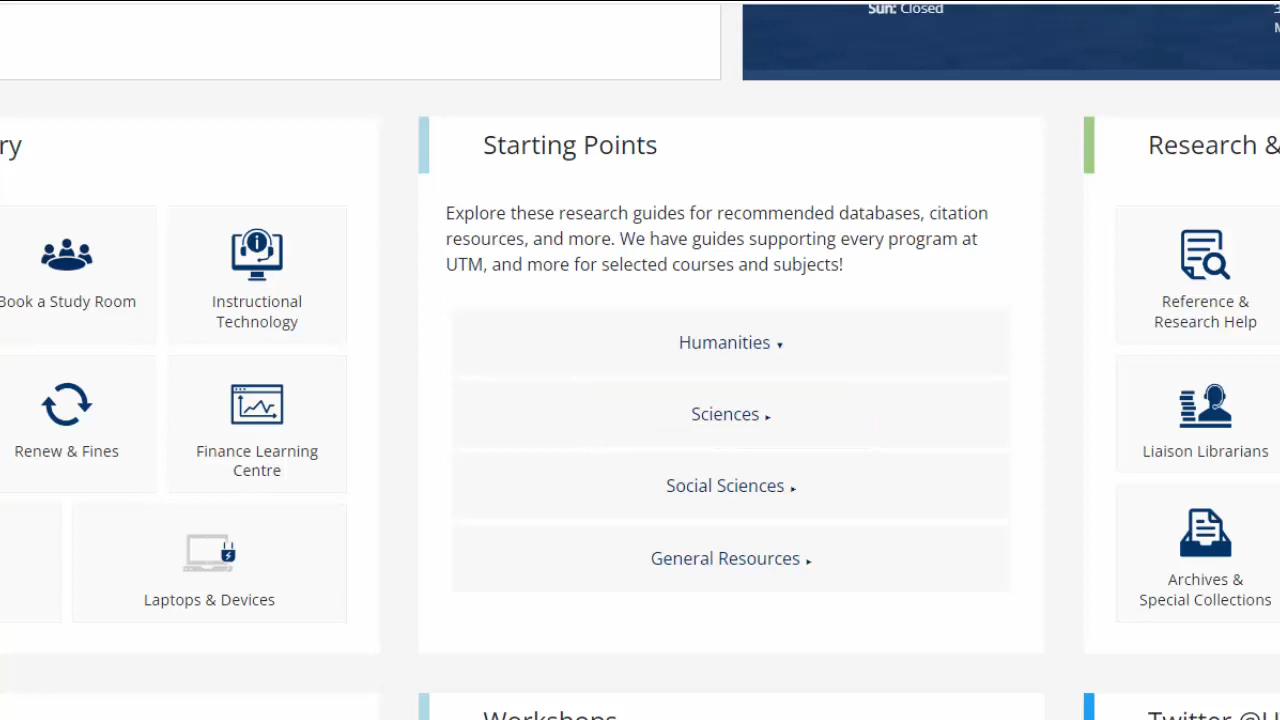 Sun: Closed
ry
Book a Study Room
Instructional
Technology
Renew & Fines
Finance Learning
Centre
Laptops & Devices
Starting Points
Explore these research guides for recommended databases, citation
resources, and more. We have guides supporting every program at
UTM, and more for selected courses and subjects!
Humanities ▾
Sciences ▸
Social Sciences ▸
General Resources ▸
Research &
Reference &
Research Help
Liaison Librarians
Archives &
Special Collections
Workshops
Twitter